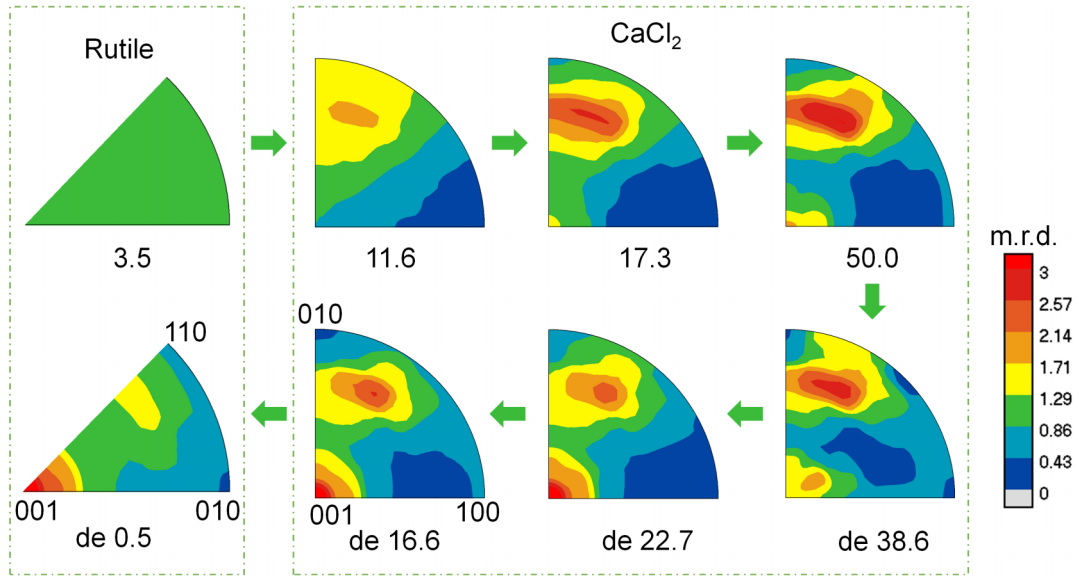 Rutile
CaCl₂
3.5
11.6
17.3
50.0
m.r.d.
3
2.57
2.14
1.71
1.29
0.86
0.43
0
110
010
001
010
001
100
de 0.5
de 16.6
de 22.7
de 38.6